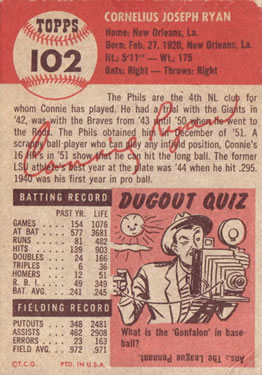 TOPPS
102
CORNELIUS JOSEPH RYAN
Home: New Orleans, La.
Born: Feb. 27, 1920, New Orleans, La.
Ht.: 5'11" — Wt.: 175
Bats: Right – Throws: Right
The Phils are the 4th NL club for
whom Connie has played. He had a trial with the Giants in
'42, was with the Braves from '43 until '50 when he went to
the Reds. The Phils obtained him in December of '51. A
scrappy ball player who can play any infield position, Connie's
16 HR's in '51 show that he can hit the long ball. The former
LSU athlete's best year at the plate was '44 when he hit .295.
1940 was his first year in pro ball.
Connie Ryan
BATTING RECORD
PAST YR. LIFE
GAMES 154 1076
AT BAT 577 3681
RUNS 81 482
HITS 139 903
DOUBLES 24 166
TRIPLES 6 36
HOMERS 12 51
R. B. I. 49 349
BAT. AV. .241 .245
FIELDING RECORD
PUTOUTS 348 2481
ASSISTS 462 2908
ERRORS 23 163
FIELD AVG. .972 .971
© T.C.G. PTD. IN U.S.A.
DUGOUT QUIZ
What is the 'Gonfalon' in base-
ball?
Ans: The League Pennant.